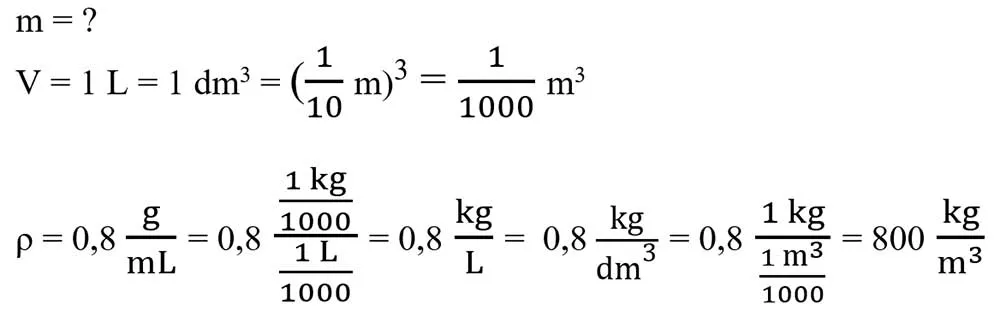 m = ?
V = 1 L = 1 dm³ = (1/10 m)³ = 1/1000 m³
ρ = 0,8 g/mL = 0,8 (1 kg/1000)/(1 L/1000) = 0,8 kg/L = 0,8 kg/dm³ = 0,8 1 kg/(1 m³/1000) = 800 kg/m³